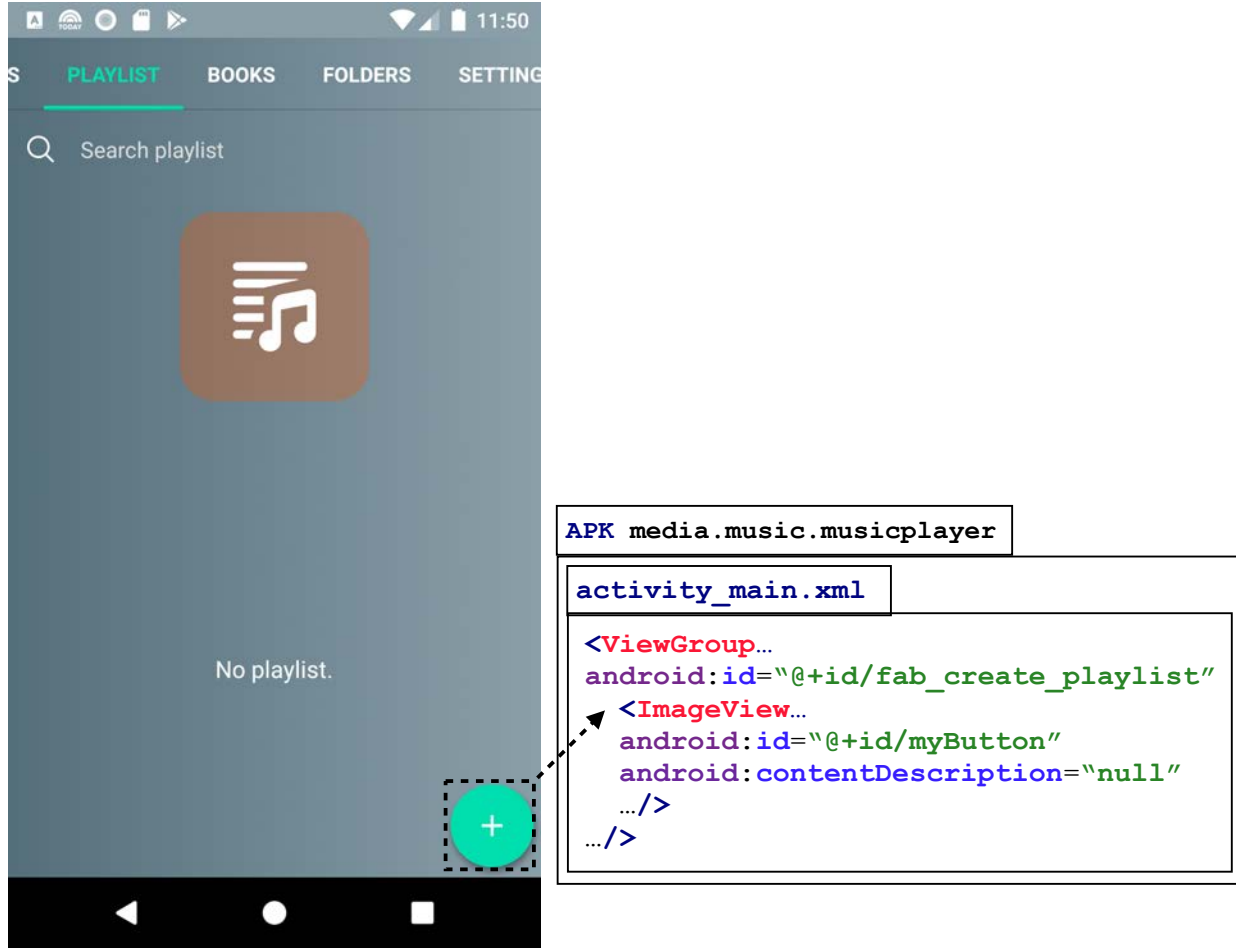 TODAY 11:50
S PLAYLIST BOOKS FOLDERS SETTING
Search playlist
No playlist.
APK media.music.musicplayer
activity_main.xml
<ViewGroup…
android:id=“@+id/fab_create_playlist”
<ImageView…
android:id=“@+id/myButton”
android:contentDescription=“null”
…/>
…/>